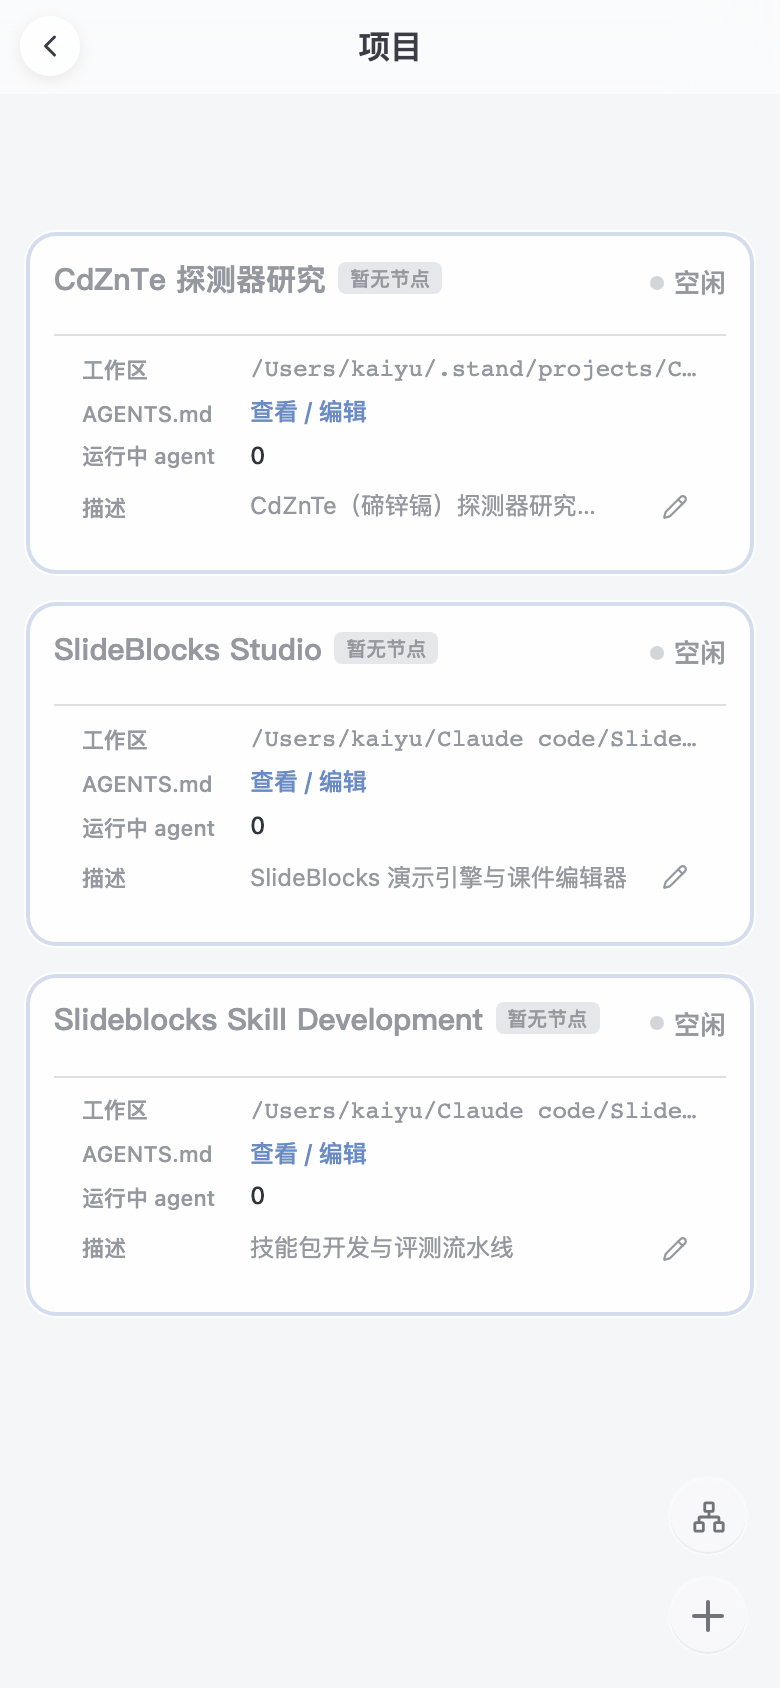 项目
CdZnTe 探测器研究 暂无节点 空闲
工作区 /Users/kaiyu/.stand/projects/C…
AGENTS.md 查看 / 编辑
运行中 agent 0
描述 CdZnTe（碲锌镉）探测器研究...
SlideBlocks Studio 暂无节点 空闲
工作区 /Users/kaiyu/Claude code/Slide…
AGENTS.md 查看 / 编辑
运行中 agent 0
描述 SlideBlocks 演示引擎与课件编辑器
Slideblocks Skill Development 暂无节点 空闲
工作区 /Users/kaiyu/Claude code/Slide…
AGENTS.md 查看 / 编辑
运行中 agent 0
描述 技能包开发与评测流水线